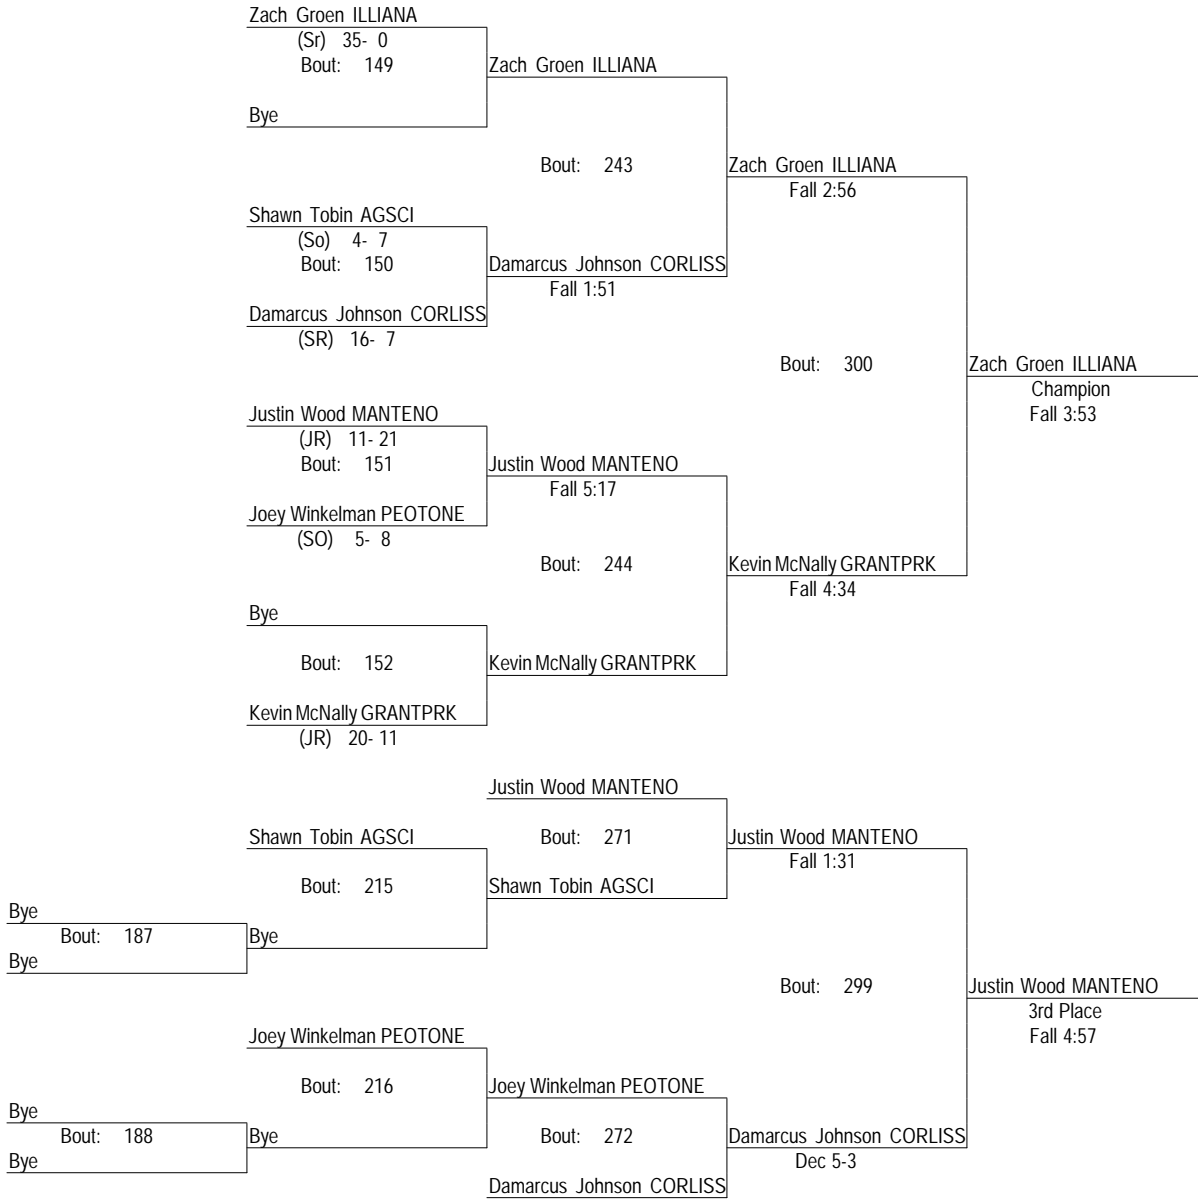 Zach Groen ILLIANA
(Sr) 35- 0
Bout: 149
Zach Groen ILLIANA
Bye
Bout: 243
Zach Groen ILLIANA
Fall 2:56
Shawn Tobin AGSCI
(So) 4- 7
Bout: 150
Damarcus Johnson CORLISS
Fall 1:51
Damarcus Johnson CORLISS
(SR) 16- 7
Bout: 300
Zach Groen ILLIANA
Champion
Fall 3:53
Justin Wood MANTENO
(JR) 11- 21
Bout: 151
Justin Wood MANTENO
Fall 5:17
Joey Winkelman PEOTONE
(SO) 5- 8
Bout: 244
Kevin McNally GRANTPRK
Fall 4:34
Bye
Bout: 152
Kevin McNally GRANTPRK
Kevin McNally GRANTPRK
(JR) 20- 11
Justin Wood MANTENO
Shawn Tobin AGSCI
Bout: 271
Justin Wood MANTENO
Fall 1:31
Bout: 215
Shawn Tobin AGSCI
Bye
Bout: 187
Bye
Bye
Bout: 299
Justin Wood MANTENO
3rd Place
Fall 4:57
Joey Winkelman PEOTONE
Bout: 216
Joey Winkelman PEOTONE
Bye
Bout: 188
Bye
Bye
Bout: 272
Damarcus Johnson CORLISS
Dec 5-3
Damarcus Johnson CORLISS